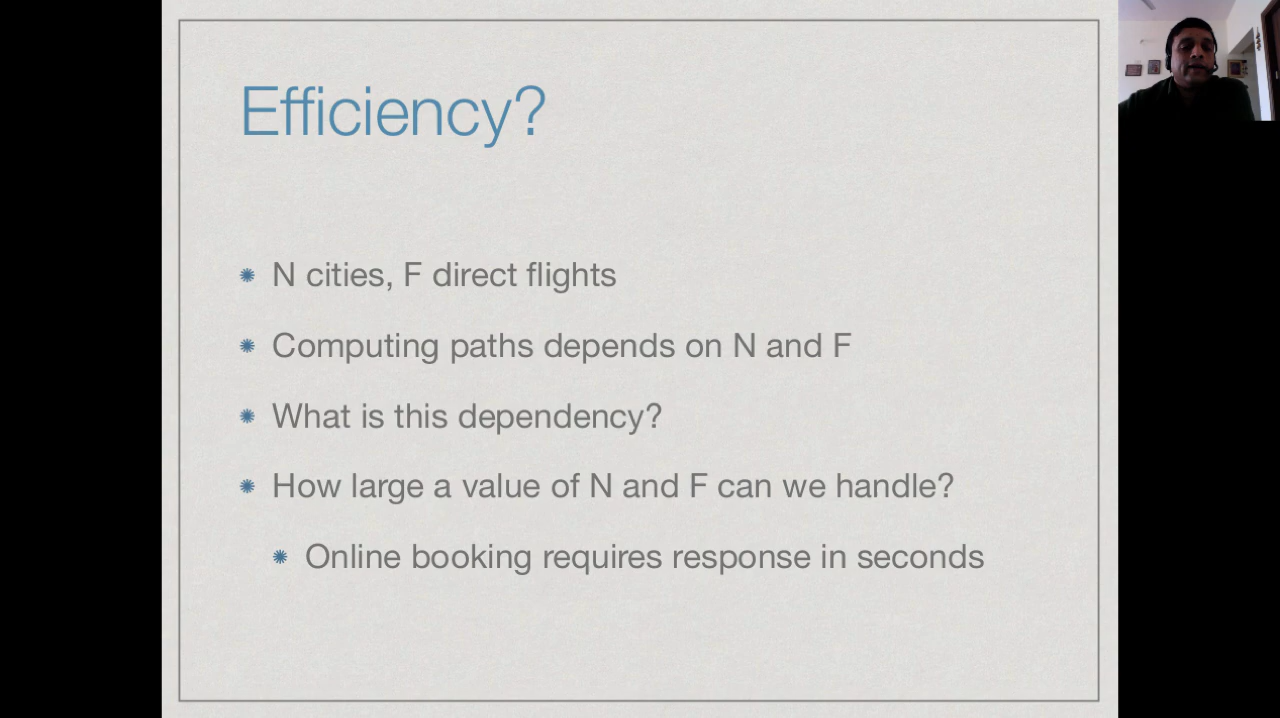 Efficiency?
N cities, F direct flights
Computing paths depends on N and F
What is this dependency?
How large a value of N and F can we handle?
Online booking requires response in seconds